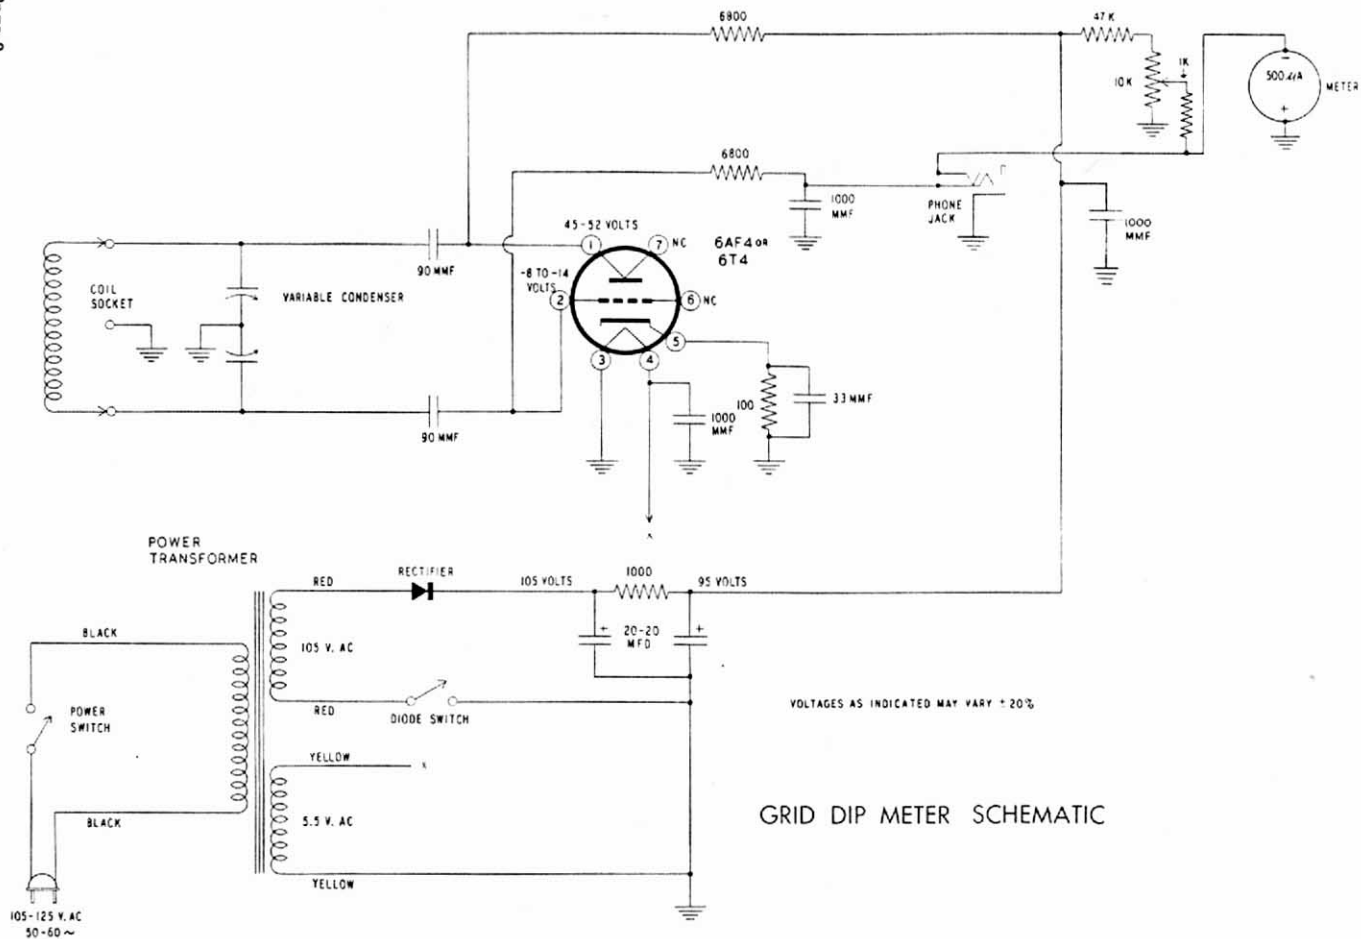 6800
47K
1K
10K
500 μA
−
+
METER
6800
1000
MMF
PHONE
JACK
1000
MMF
45-52 VOLTS
1
7
NC
6AF4 OR
6T4
90 MMF
-8 TO -14
VOLTS
2
6
NC
COIL
SOCKET
VARIABLE CONDENSER
3
4
5
100
33 MMF
1000
MMF
90 MMF
X
POWER
TRANSFORMER
RED
RECTIFIER
105 VOLTS
1000
95 VOLTS
BLACK
105 V. AC
+
20-20
MFD
+
RED
DIODE SWITCH
POWER
SWITCH
VOLTAGES AS INDICATED MAY VARY ± 20%
YELLOW
X
5.5 V. AC
BLACK
GRID DIP METER SCHEMATIC
YELLOW
105-125 V. AC
50-60 ~